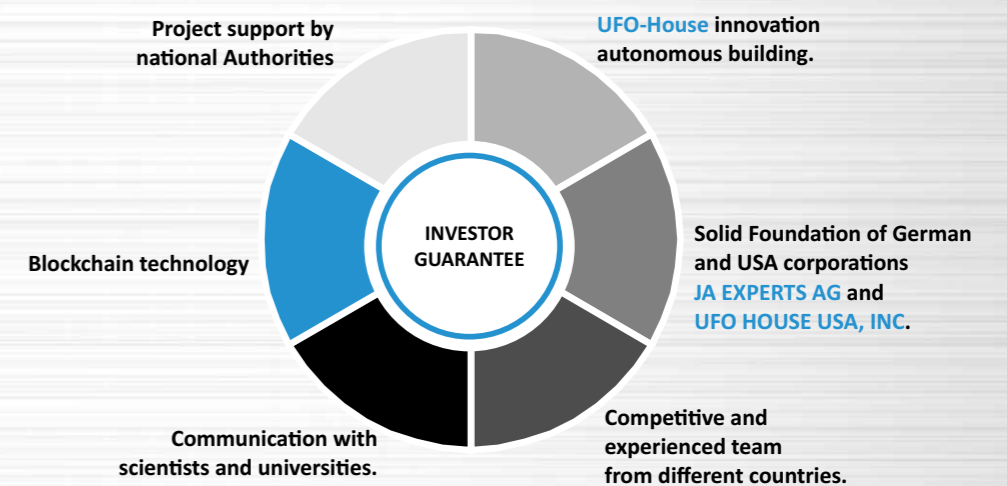 Project support by
national Authorities
UFO-House innovation
autonomous building.
INVESTOR
GUARANTEE
Solid Foundation of German
and USA corporations
JA EXPERTS AG and
UFO HOUSE USA, INC.
Blockchain technology
Competitive and
experienced team
from different countries.
Communication with
scientists and universities.